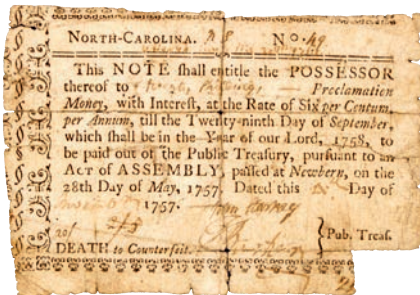 NORTH-CAROLINA. No. 49
This NOTE shall entitle the POSSESSOR
thereof to Proclamation
Money, with Interest, at the Rate of Six per Centum,
per Annum, till the Twenty-ninth Day of September,
which shall be in the Year of our Lord, 1758, to
be paid out of the Public Treasury, pursuant to an
ACT of ASSEMBLY, passed at Newbern, on the
28th Day of May, 1757. Dated this Day of
1757.
Pub. Treas.
DEATH to Counterfeit.